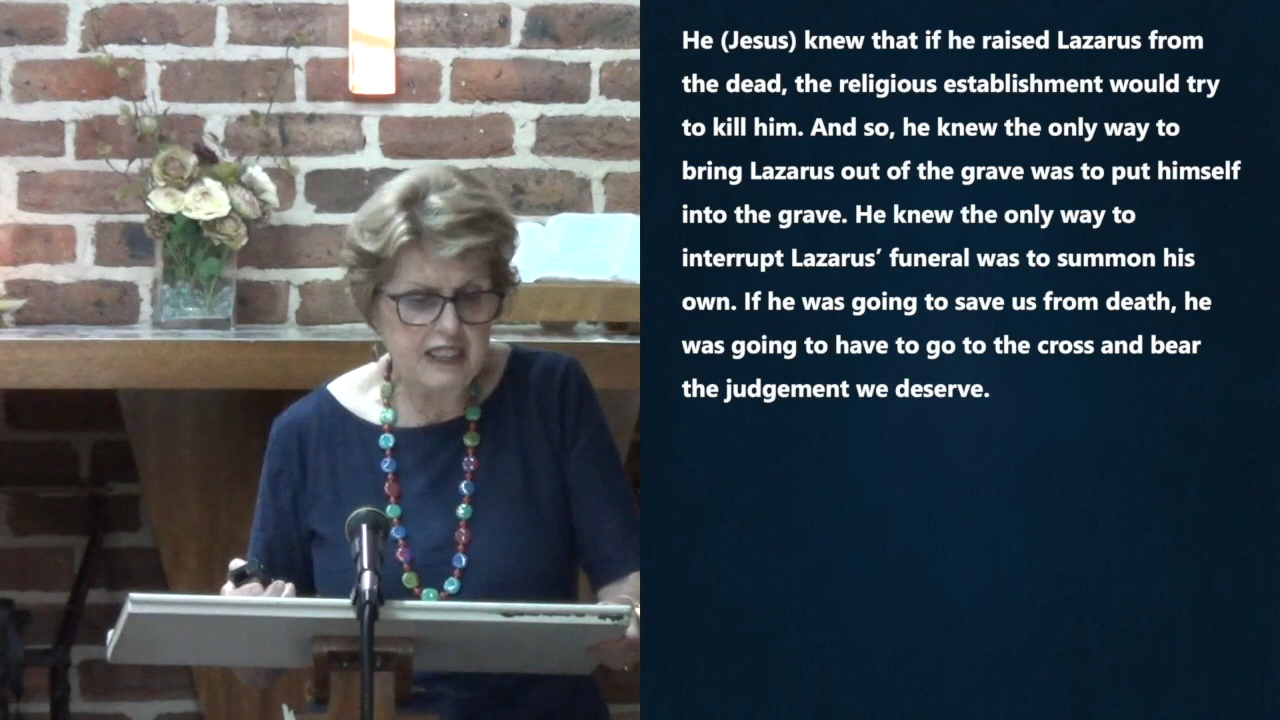 He (Jesus) knew that if he raised Lazarus from
the dead, the religious establishment would try
to kill him. And so, he knew the only way to
bring Lazarus out of the grave was to put himself
into the grave. He knew the only way to
interrupt Lazarus’ funeral was to summon his
own. If he was going to save us from death, he
was going to have to go to the cross and bear
the judgement we deserve.